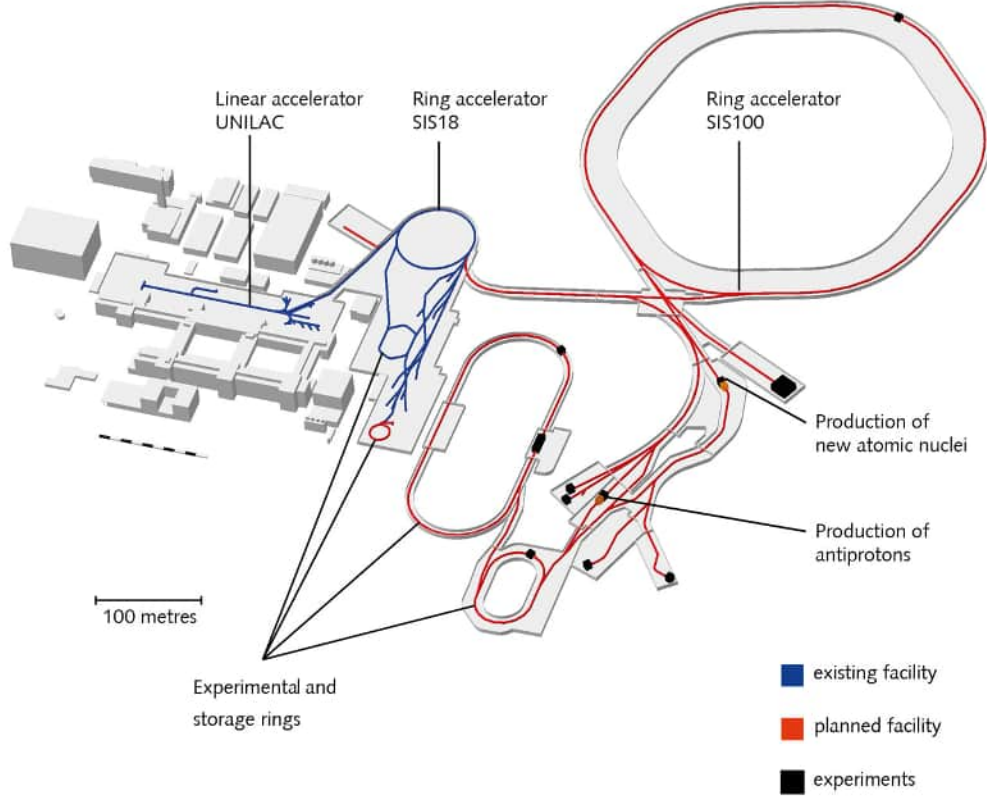 Linear accelerator
UNILAC
Ring accelerator
SIS18
Ring accelerator
SIS100
Production of
new atomic nuclei
Production of
antiprotons
100 metres
Experimental and
storage rings
existing facility
planned facility
experiments